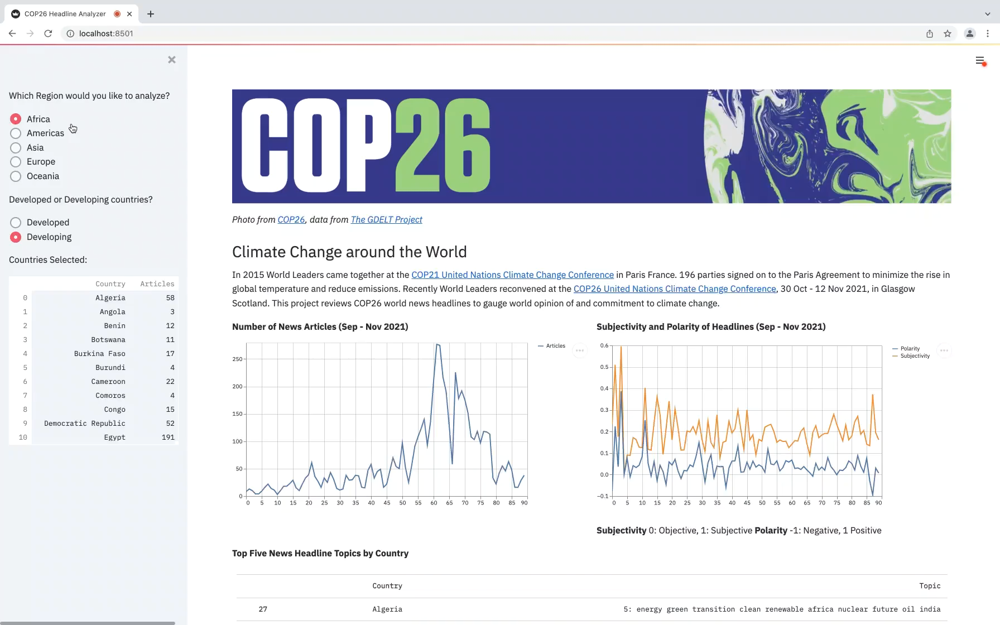 COP26 Headline Analyzer
localhost:8501
Which Region would you like to analyze?
Africa
Americas
Asia
Europe
Oceania
Developed or Developing countries?
Developed
Developing
Countries Selected:
Country Articles
0 Algeria 58
1 Angola 3
2 Benin 12
3 Botswana 11
4 Burkina Faso 17
5 Burundi 4
6 Cameroon 22
7 Comoros 4
8 Congo 15
9 Democratic Republic 52
10 Egypt 191
COP26
Photo from COP26, data from The GDELT Project
Climate Change around the World
In 2015 World Leaders came together at the COP21 United Nations Climate Change Conference in Paris France. 196 parties signed on to the Paris Agreement to minimize the rise in
global temperature and reduce emissions. Recently World Leaders reconvened at the COP26 United Nations Climate Change Conference, 30 Oct - 12 Nov 2021, in Glasgow
Scotland. This project reviews COP26 world news headlines to gauge world opinion of and commitment to climate change.
Number of News Articles (Sep - Nov 2021)
Articles
250
200
150
100
50
0
0 5 10 15 20 25 30 35 40 45 50 55 60 65 70 75 80 85 90
Subjectivity and Polarity of Headlines (Sep - Nov 2021)
Polarity
Subjectivity
0.6
0.5
0.4
0.3
0.2
0.1
0.0
−0.1
0 5 10 15 20 25 30 35 40 45 50 55 60 65 70 75 80 85 90
Subjectivity 0: Objective, 1: Subjective Polarity -1: Negative, 1 Positive
Top Five News Headline Topics by Country
Country Topic
27 Algeria 5: energy green transition clean renewable africa nuclear future oil india